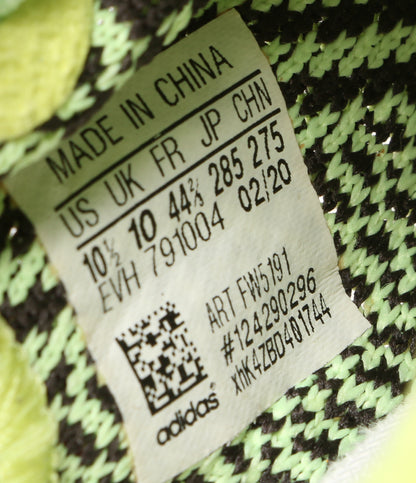 MADE IN CHINA
US UK FR JP CHN
10½ 10 44⅔ 285 275
EVH 791004 02/20
ART FW5191
#124290296
XHK4ZBD401744
adidas